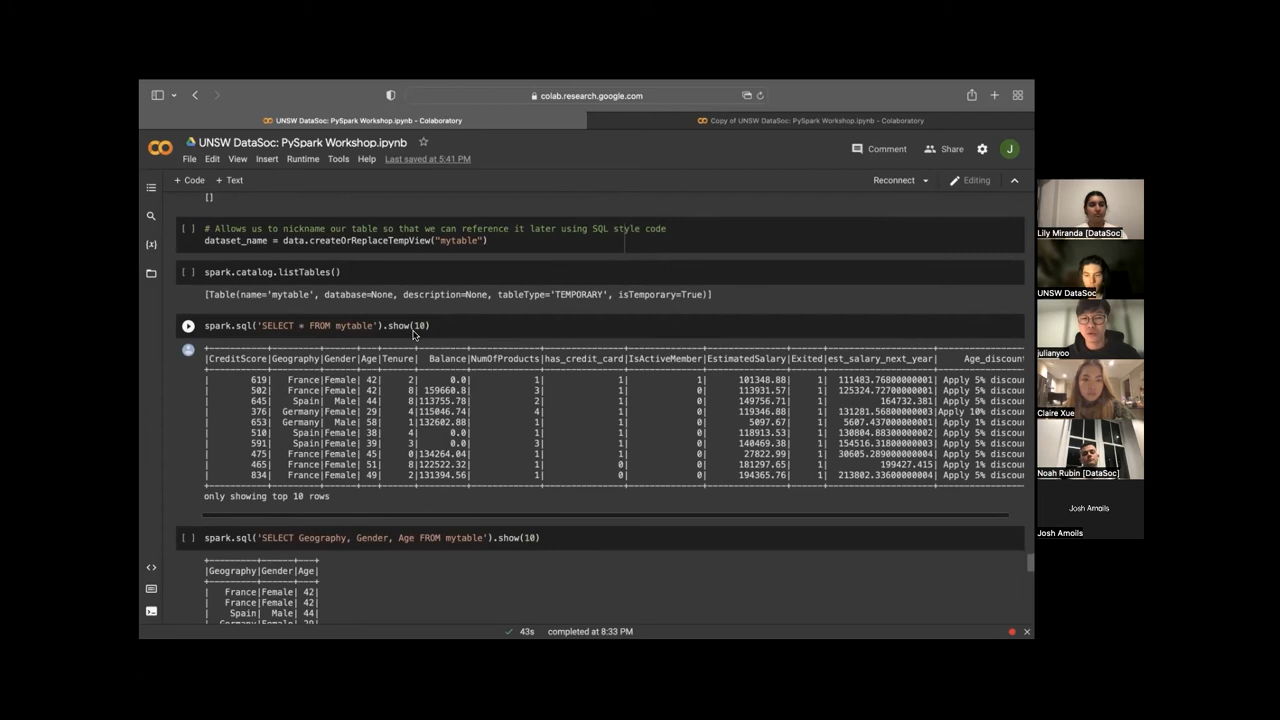 colab.research.google.com
UNSW DataSoc: PySpark Workshop.ipynb - Colaboratory
Copy of UNSW DataSoc: PySpark Workshop.ipynb - Colaboratory
UNSW DataSoc: PySpark Workshop.ipynb
File Edit View Insert Runtime Tools Help Last saved at 5:41 PM
Comment Share J
+ Code + Text
Reconnect Editing
[]
[ ] # Allows us to nickname our table so that we can reference it later using SQL style code
dataset_name = data.createOrReplaceTempView("mytable")
[ ] spark.catalog.listTables()
[Table(name='mytable', database=None, description=None, tableType='TEMPORARY', isTemporary=True)]
spark.sql('SELECT * FROM mytable').show(10)
|CreditScore|Geography|Gender|Age|Tenure| Balance|NumOfProducts|has_credit_card|IsActiveMember|EstimatedSalary|Exited|est_salary_next_year| Age_discount
| 619| France|Female| 42| 2| 0.0| 1| 1| 1| 101348.88| 1| 111483.76800000001| Apply 5% discoun
| 502| France|Female| 42| 8| 159660.8| 3| 1| 0| 113931.57| 1| 125324.72700000001| Apply 5% discoun
| 645| Spain| Male| 44| 8|113755.78| 2| 1| 0| 149756.71| 1| 164732.381| Apply 5% discoun
| 376| Germany|Female| 29| 4|115046.74| 4| 1| 0| 119346.88| 1| 131281.56800000003|Apply 10% discoun
| 653| Germany| Male| 58| 1|132602.88| 1| 1| 0| 5097.67| 1| 5607.437000000001| Apply 1% discoun
| 510| Spain|Female| 38| 4| 0.0| 1| 1| 0| 118913.53| 1| 130804.88300000002| Apply 5% discoun
| 591| Spain|Female| 39| 3| 0.0| 3| 1| 0| 140469.38| 1| 154516.31800000003| Apply 5% discoun
| 475| France|Female| 45| 0|134264.04| 1| 1| 0| 27822.99| 1| 30605.289000000004| Apply 5% discoun
| 465| France|Female| 51| 8|122522.32| 1| 0| 0| 181297.65| 1| 199427.415| Apply 1% discoun
| 834| France|Female| 49| 2|131394.56| 1| 0| 0| 194365.76| 1| 213802.33600000004| Apply 5% discoun
only showing top 10 rows
[ ] spark.sql('SELECT Geography, Gender, Age FROM mytable').show(10)
|Geography|Gender|Age|
| France|Female| 42|
| France|Female| 42|
| Spain| Male| 44|
| Germany|Female| 29|
43s completed at 8:33 PM
Lily Miranda [DataSoc]
UNSW DataSoc
julianyoo
Claire Xue
Noah Rubin [DataSoc]
Josh Amoils
Josh Amoils